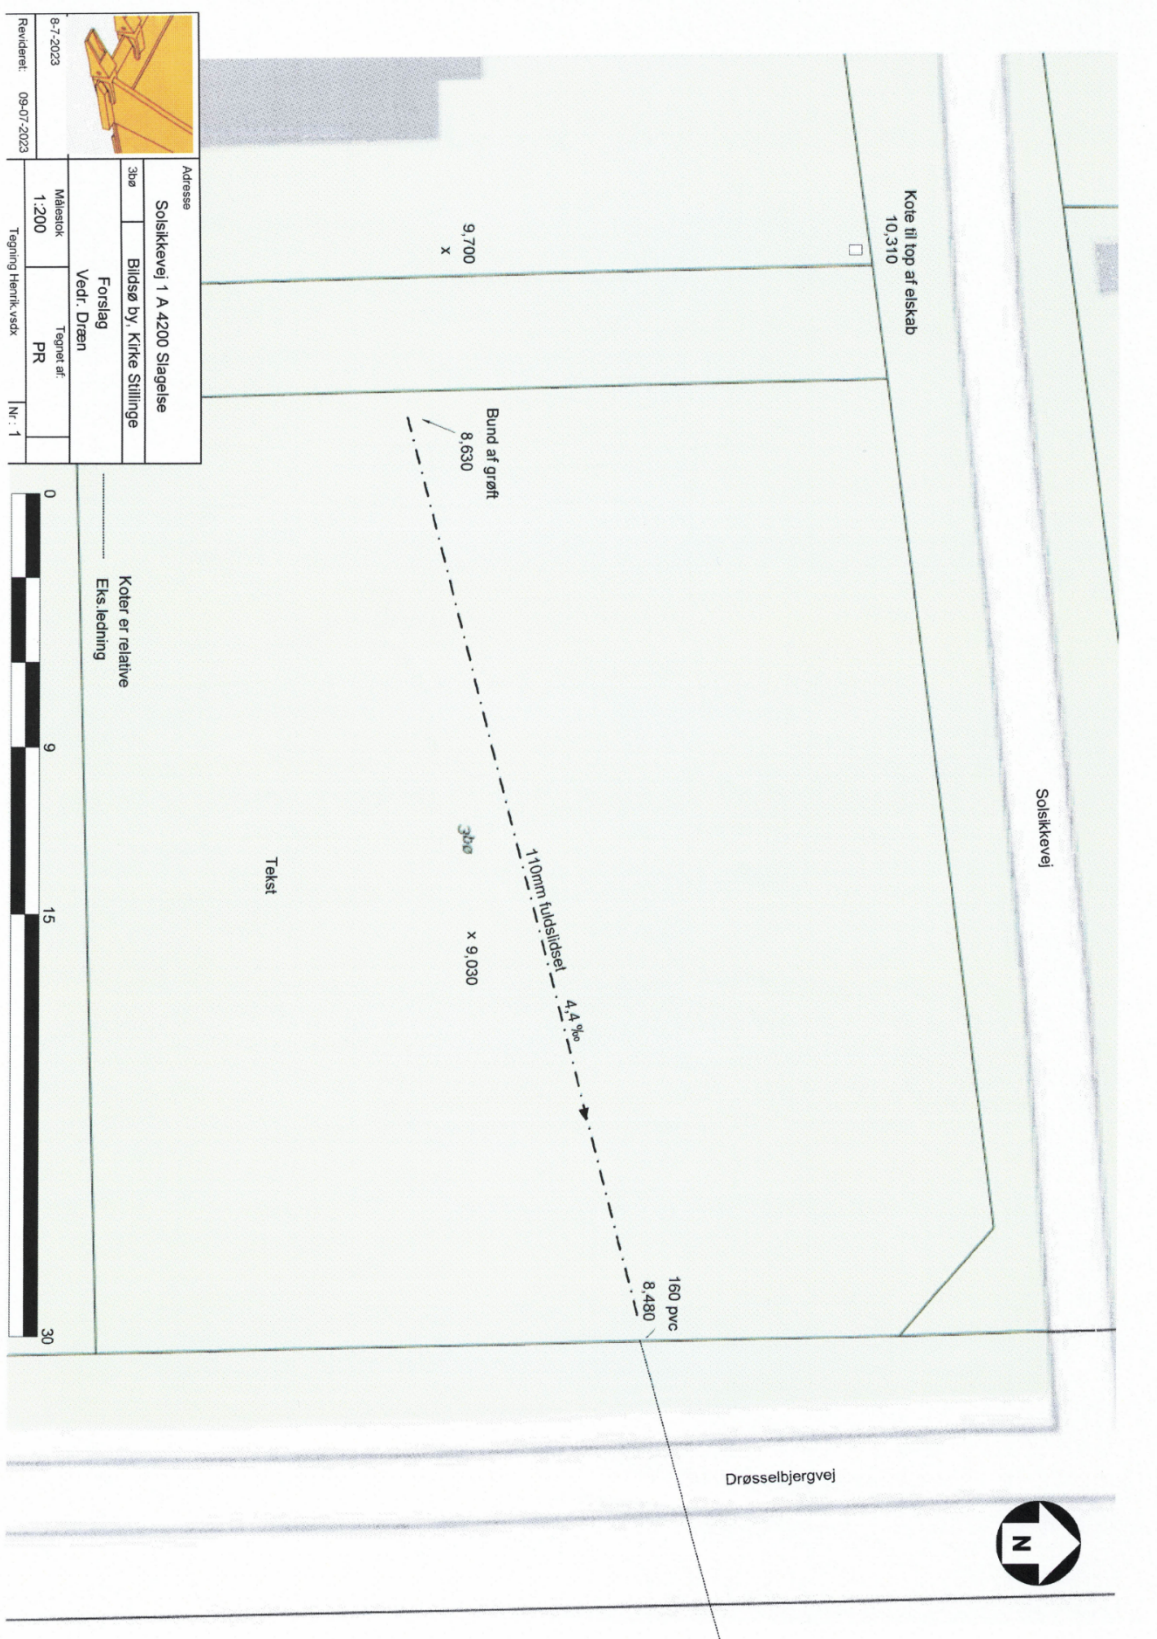 Solsikkevej
Kote til top af elskab
10,310
9,700
x
Bund af grøft
8,630
110mm fuldslidset
4,4 ‰
3bø
x 9,030
160 pvc
8,480
Drøsselbjergvej
N
Tekst
Koter er relative
Eks.ledning
0
9
15
30
Adresse
Solsikkevej 1 A 4200 Slagelse
3bø
Bildsø by, Kirke Stillinge
Forslag
Vedr. Dræn
8-7-2023
Målestok
1:200
Tegnet af:
PR
Revideret: 09-07-2023
Tegning Henrik.vsdx
Nr.: 1